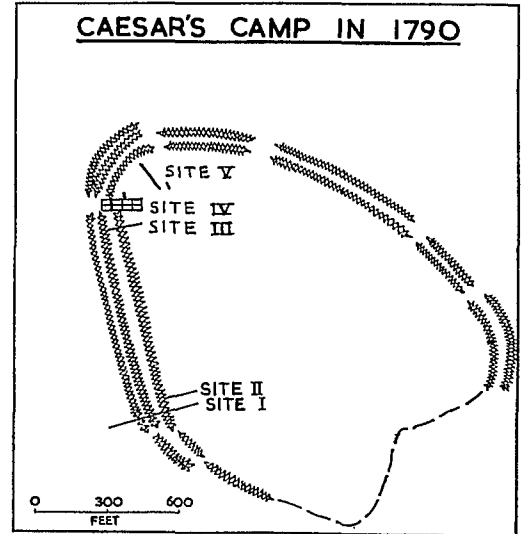 CAESAR'S CAMP IN 1790
SITE V
SITE IV
SITE III
SITE II
SITE I
0 300 600
FEET